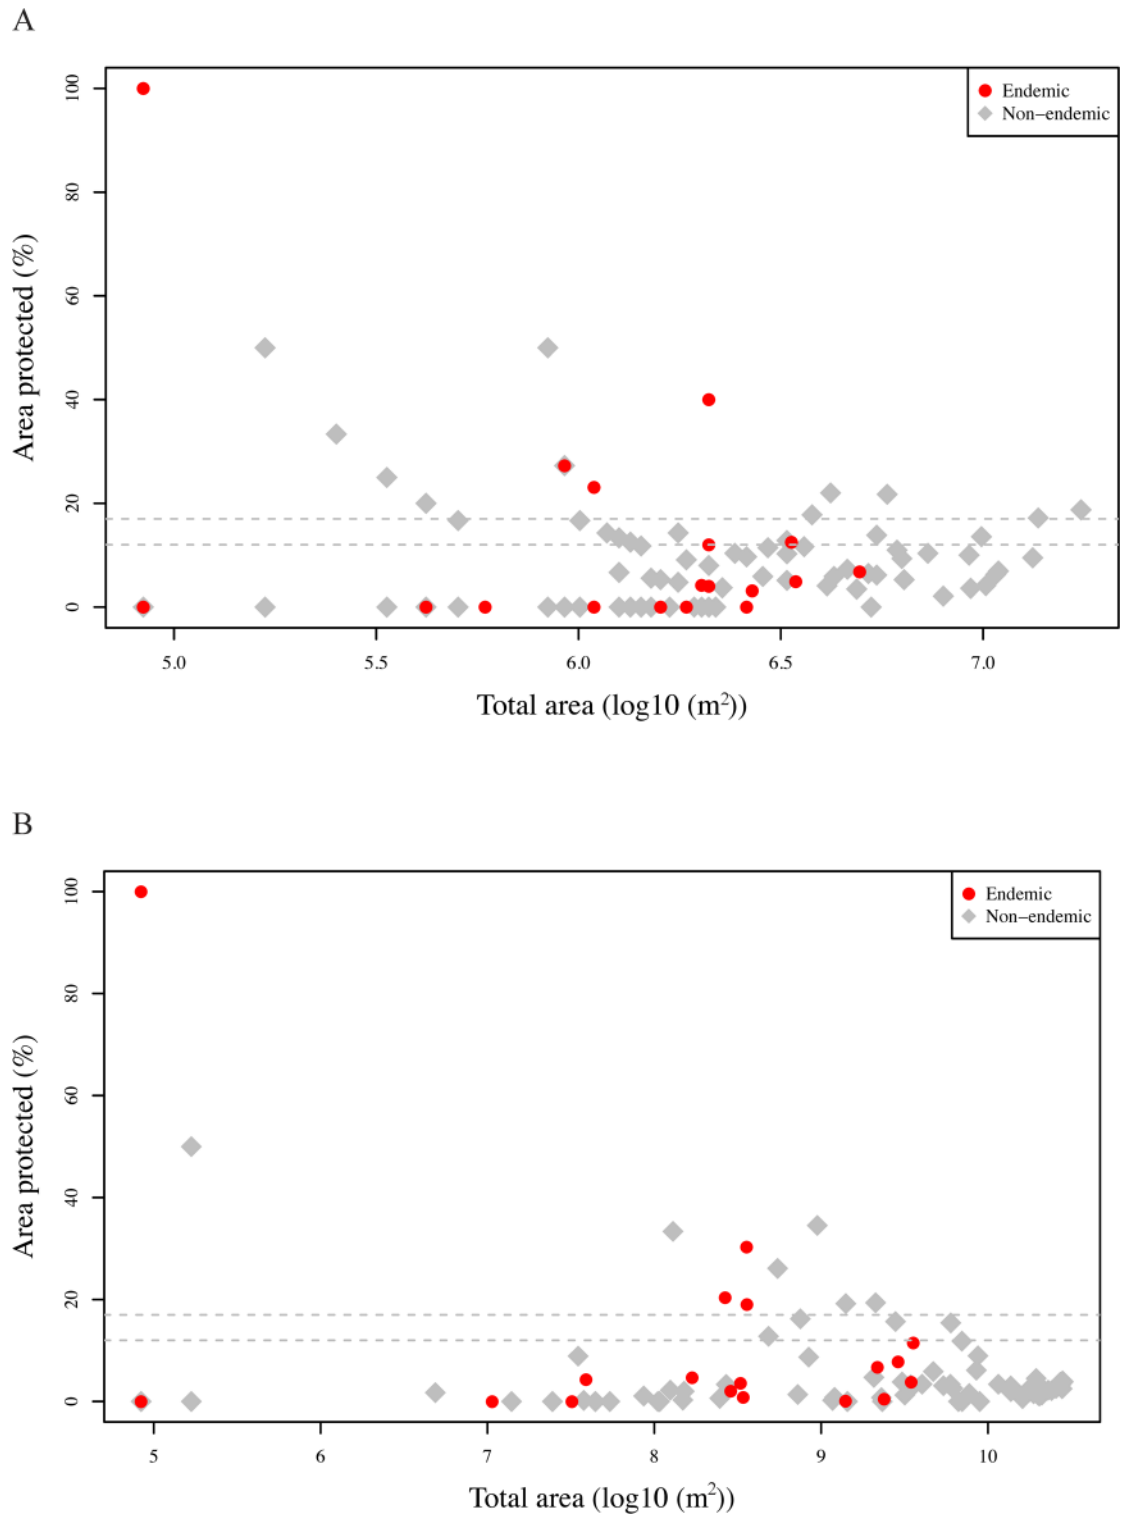 A
Endemic
Non−endemic
100
80
60
40
20
0
Area protected (%)
5.0 5.5 6.0 6.5 7.0
Total area (log10 (m²))
B
Endemic
Non−endemic
100
80
60
40
20
0
Area protected (%)
5 6 7 8 9 10
Total area (log10 (m²))